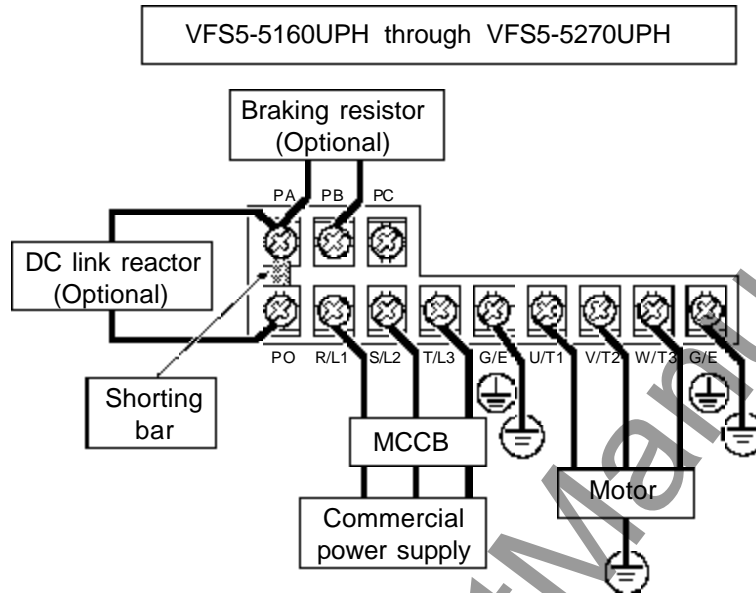 VFS5-5160UPH through VFS5-5270UPH
Braking resistor
(Optional)
PA PB PC
DC link reactor
(Optional)
PO R/L1 S/L2 T/L3 G/E U/T1 V/T2 W/T3 G/E
Shorting
bar
MCCB
Motor
Commercial
power supply